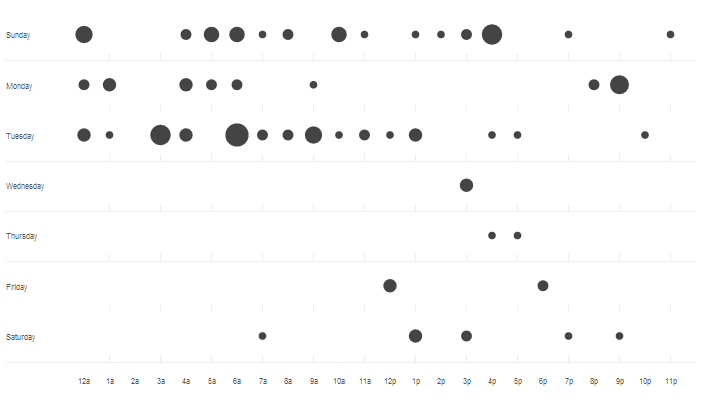 Sunday
Monday
Tuesday
Wednesday
Thursday
Friday
Saturday
12a 1a 2a 3a 4a 5a 6a 7a 8a 9a 10a 11a 12p 1p 2p 3p 4p 5p 6p 7p 8p 9p 10p 11p